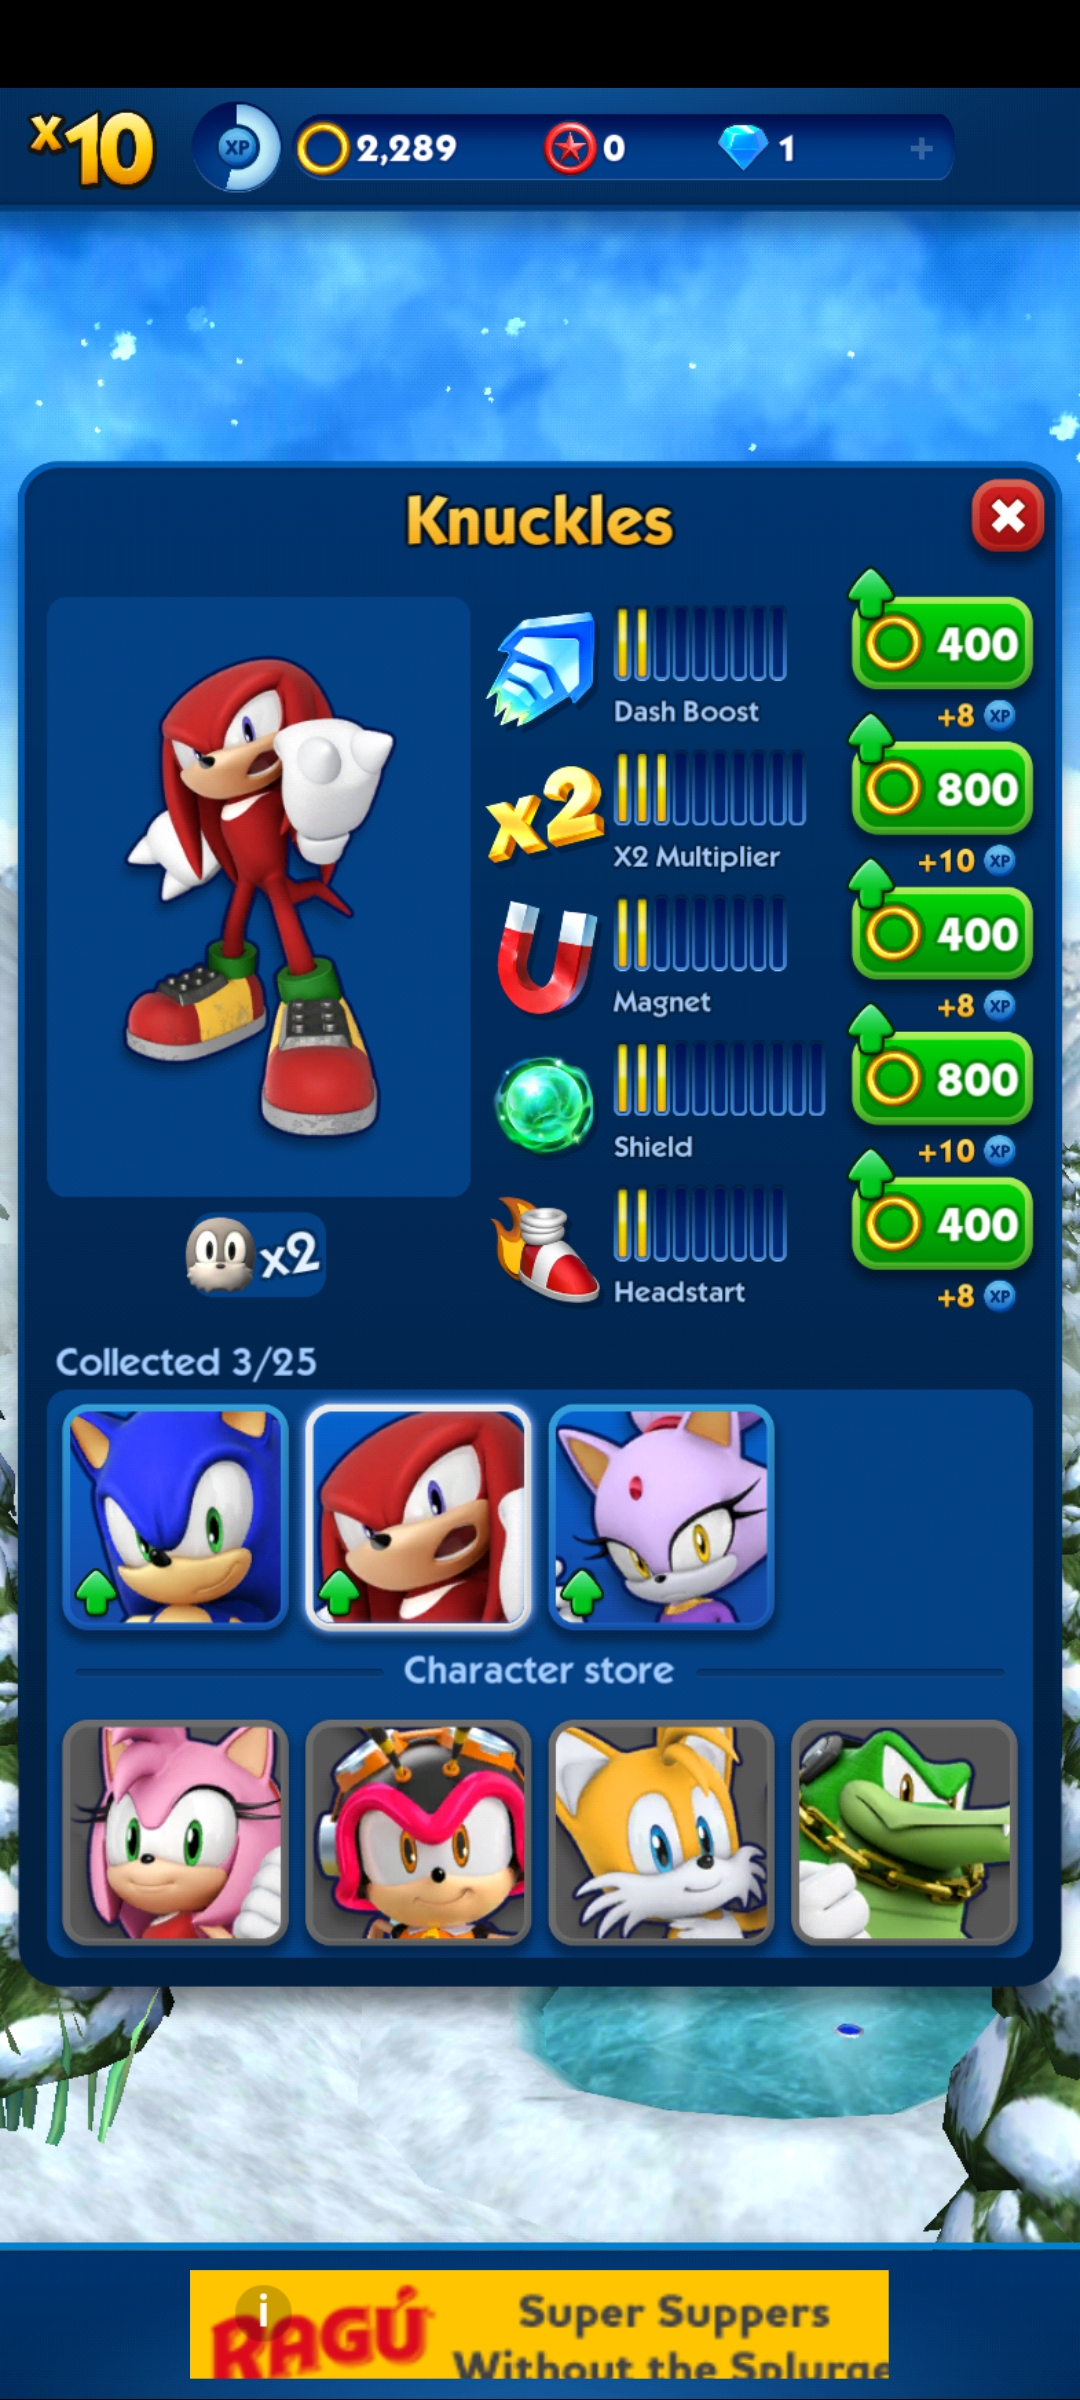 x10
XP
2,289
0
1
+
Knuckles
400
Dash Boost
+8 XP
x2
800
X2 Multiplier
+10 XP
400
Magnet
+8 XP
800
Shield
+10 XP
x2
400
Headstart
+8 XP
Collected 3/25
Character store
i
RAGÚ
Super Suppers
Without the Splurge